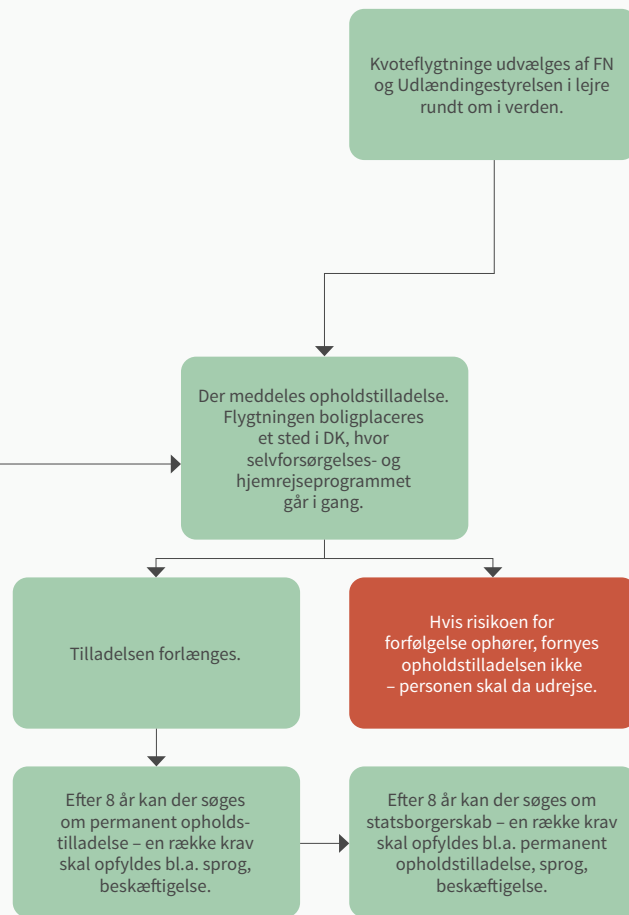 Kvoteflygtninge udvælges af FN
og Udlændingestyrelsen i lejre
rundt om i verden.
Der meddeles opholdstilladelse.
Flygtningen boligplaceres
et sted i DK, hvor
selvforsørgelses- og
hjemrejseprogrammet
går i gang.
Tilladelsen forlænges.
Hvis risikoen for
forfølgelse ophører, fornyes
opholdstilladelsen ikke
– personen skal da udrejse.
Efter 8 år kan der søges
om permanent opholds-
tilladelse – en række krav
skal opfyldes bl.a. sprog,
beskæftigelse.
Efter 8 år kan der søges om
statsborgerskab – en række krav
skal opfyldes bl.a. permanent
opholdstilladelse, sprog,
beskæftigelse.